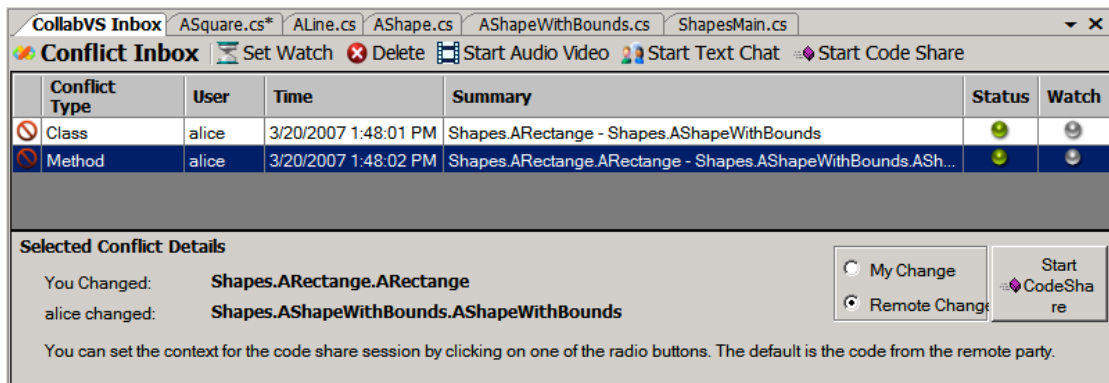 CollabVS Inbox ASquare.cs* ALine.cs AShape.cs AShapeWithBounds.cs ShapesMain.cs
Conflict Inbox Set Watch Delete Start Audio Video Start Text Chat Start Code Share
Conflict Type User Time Summary Status Watch
Class alice 3/20/2007 1:48:01 PM Shapes.ARectange - Shapes.AShapeWithBounds
Method alice 3/20/2007 1:48:02 PM Shapes.ARectange.ARectange - Shapes.AShapeWithBounds.ASh...
Selected Conflict Details
You Changed: Shapes.ARectange.ARectange
alice changed: Shapes.AShapeWithBounds.AShapeWithBounds
My Change
Remote Change
Start
CodeSha
re
You can set the context for the code share session by clicking on one of the radio buttons. The default is the code from the remote party.